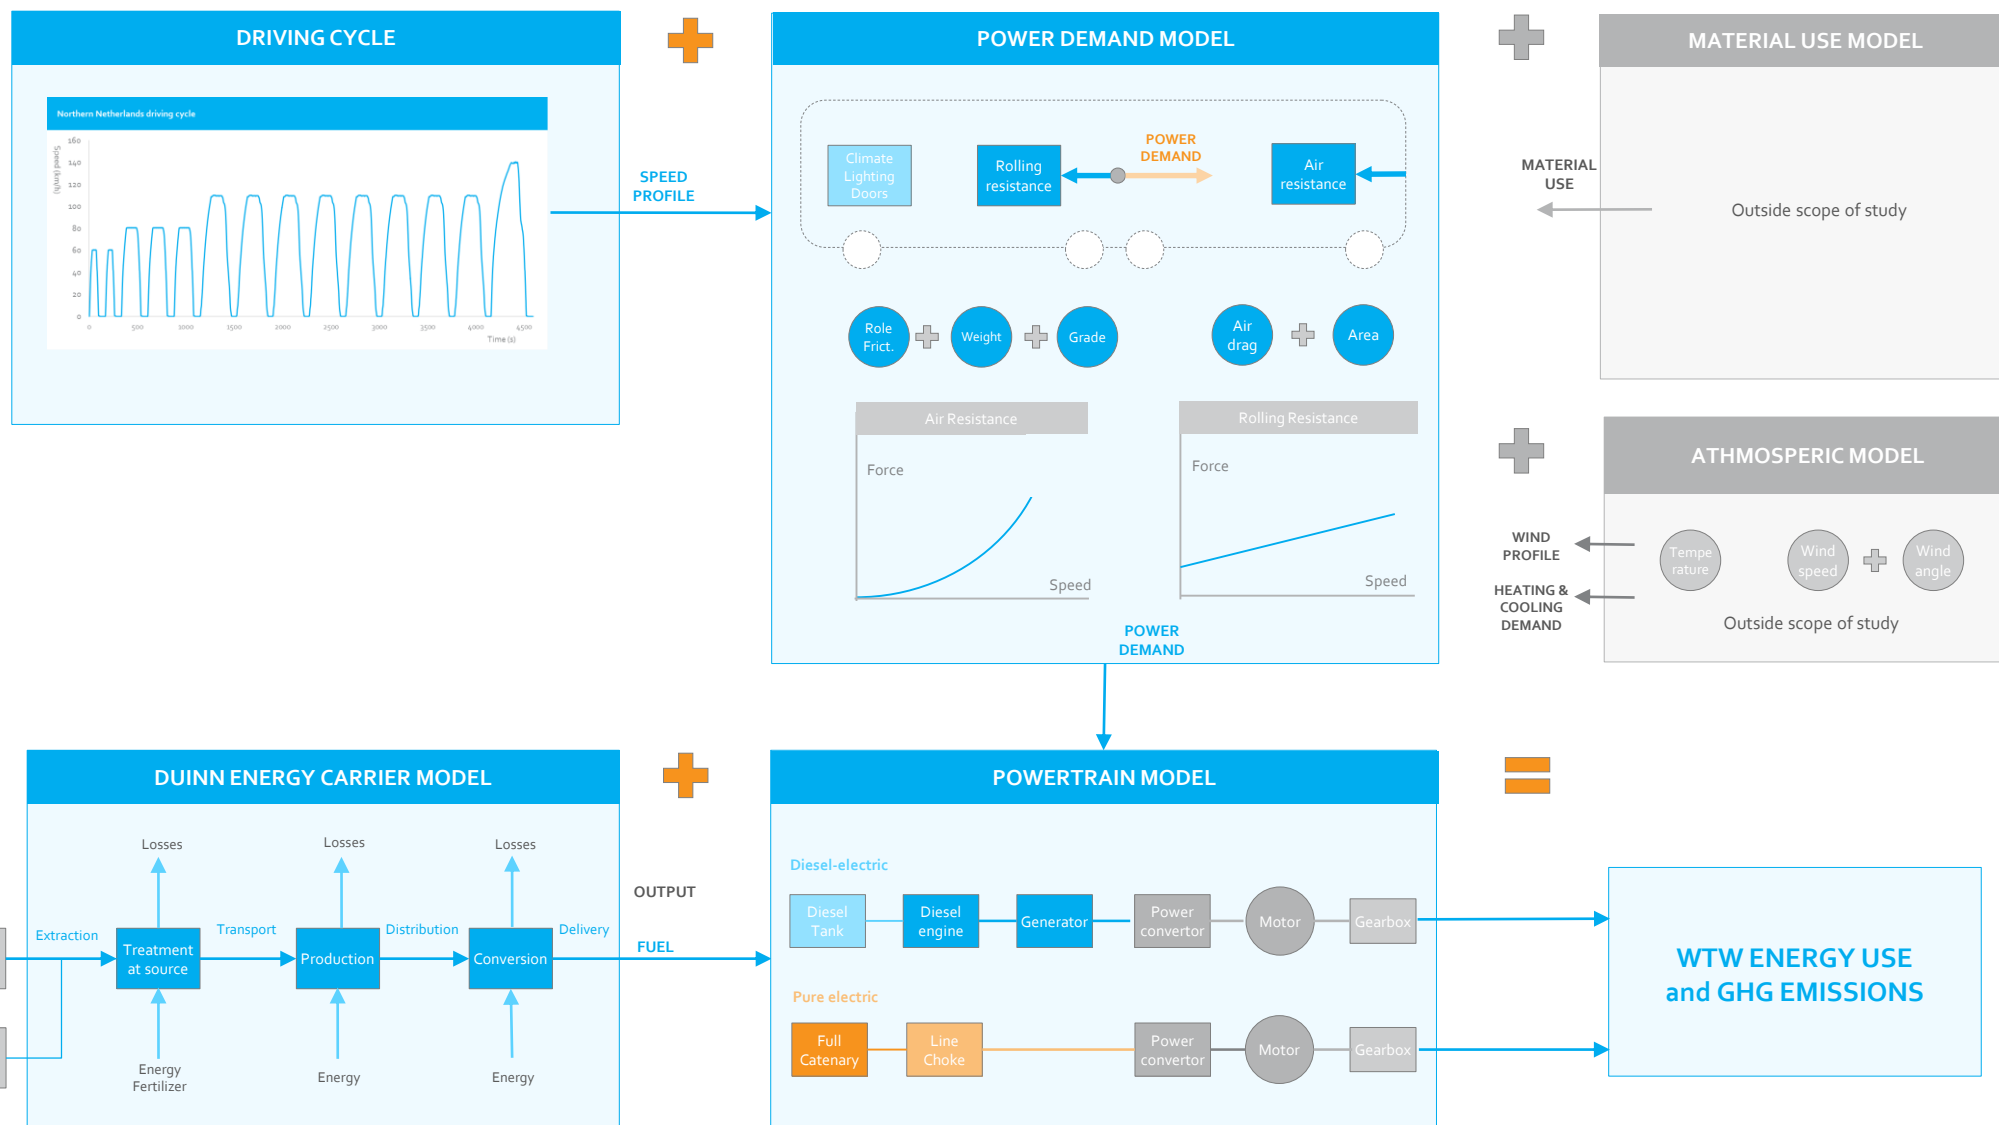 DRIVING CYCLE
Northern Netherlands driving cycle
Speed (km/h)
160
140
120
100
80
60
40
20
0
0
500
1000
1500
2000
2500
3000
3500
4000
4500
Time (s)
SPEED
PROFILE
POWER DEMAND MODEL
Climate
Lighting
Doors
Rolling
resistance
POWER
DEMAND
Air
resistance
Role
Frict.
Weight
Grade
Air
drag
Area
Air Resistance
Force
Speed
Rolling Resistance
Force
Speed
POWER
DEMAND
MATERIAL USE MODEL
MATERIAL
USE
Outside scope of study
ATHMOSPERIC MODEL
WIND
PROFILE
HEATING &
COOLING
DEMAND
Tempe
rature
Wind
speed
Wind
angle
Outside scope of study
DUINN ENERGY CARRIER MODEL
Losses
Losses
Losses
Extraction
Treatment
at source
Transport
Production
Distribution
Conversion
Delivery
Energy
Fertilizer
Energy
Energy
OUTPUT
FUEL
POWERTRAIN MODEL
Diesel-electric
Diesel
Tank
Diesel
engine
Generator
Power
convertor
Motor
Gearbox
Pure electric
Full
Catenary
Line
Choke
Power
convertor
Motor
Gearbox
WTW ENERGY USE
and GHG EMISSIONS